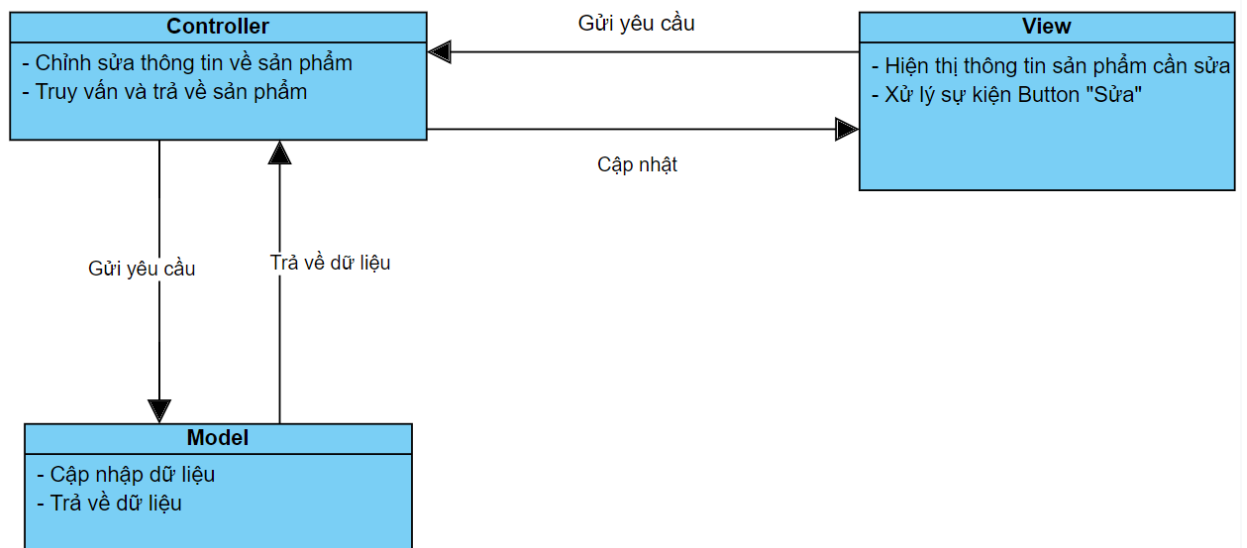 Gửi yêu cầu
Controller
- Chỉnh sửa thông tin về sản phẩm
- Truy vấn và trả về sản phẩm
View
- Hiện thị thông tin sản phẩm cần sửa
- Xử lý sự kiện Button "Sửa"
Cập nhật
Gửi yêu cầu
Trả về dữ liệu
Model
- Cập nhập dữ liệu
- Trả về dữ liệu